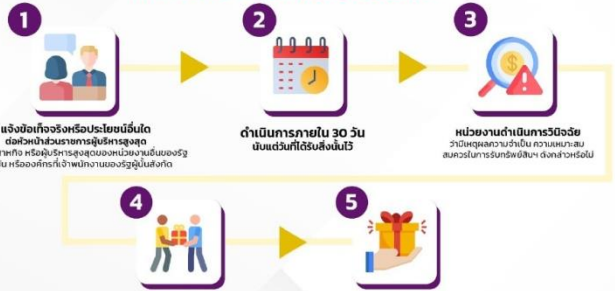 1
แจ้งข้อเท็จจริงหรือประโยชน์อื่นใด
ต่อหัวหน้าส่วนราชการผู้บริหารสูงสุด
าหกิจ หรือผู้บริหารสูงสุดของหน่วยงานอื่นของรัฐ
น หรือองค์กรที่เจ้าพนักงานของรัฐผู้นั้นสังกัด
2
ดำเนินการภายใน 30 วัน
นับแต่วันที่ได้รับสิ่งนั้นไว้
3
หน่วยงานดำเนินการวินิจฉัย
ว่ามีเหตุผลความจำเป็น ความเหมาะสม
สมควรในการรับทรัพย์สินฯ ดังกล่าวหรือไม่
4
5